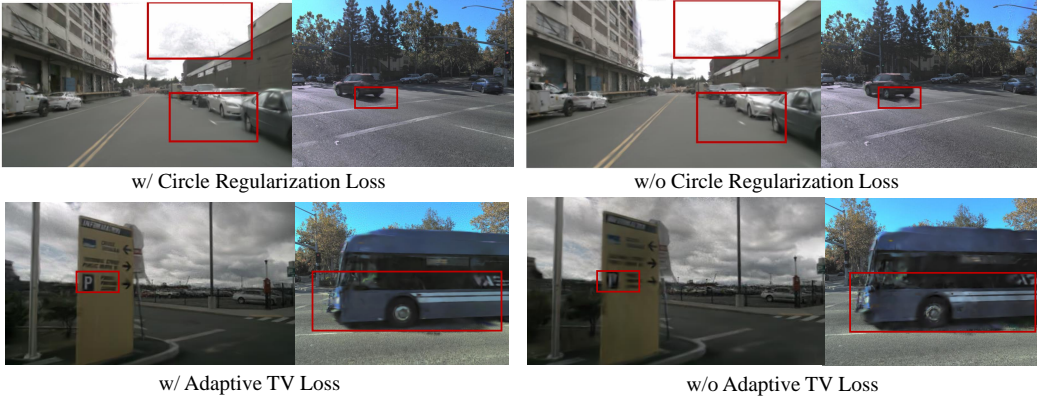 w/ Circle Regularization Loss
w/o Circle Regularization Loss
P
P
w/ Adaptive TV Loss
w/o Adaptive TV Loss